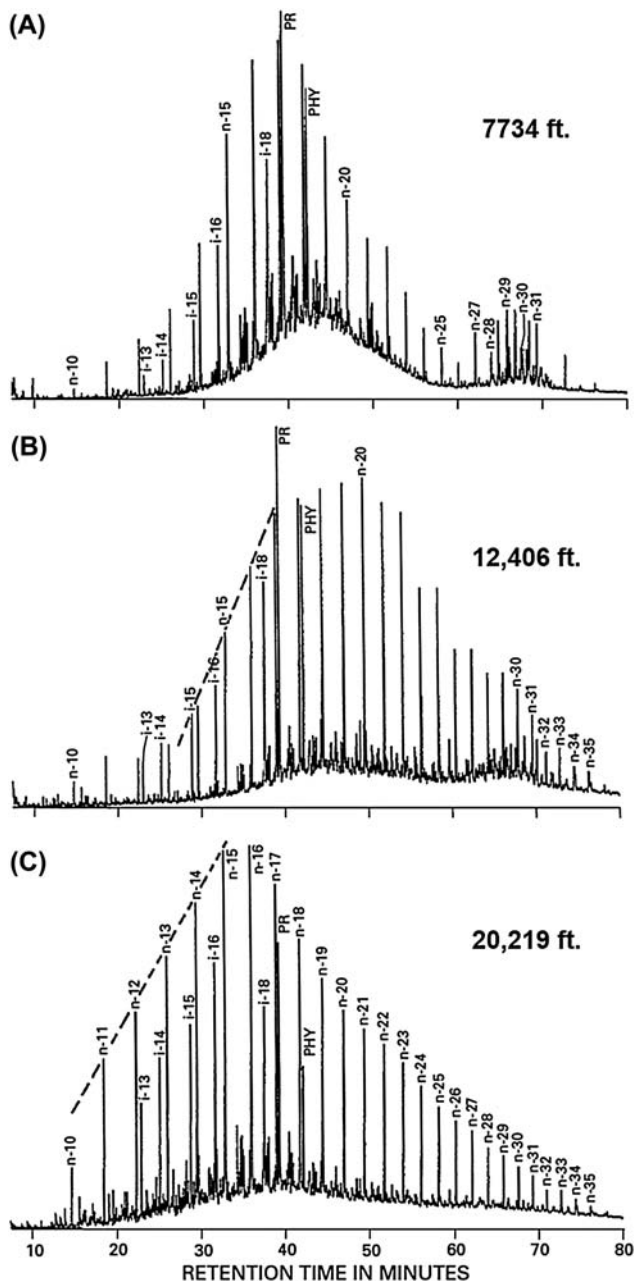 (A)
PR
PHY
7734 ft.
n-15
i-18
i-16
n-20
i-15
n-10
i-13
i-14
n-25
n-27
n-28
n-29
n-30
n-31
(B)
PR
PHY
n-20
12,406 ft.
i-18
n-15
i-16
i-15
i-13
i-14
n-10
n-30
n-31
n-32
n-33
n-34
n-35
(C)
n-10
n-11
n-12
i-13
i-14
n-13
i-15
n-14
i-16
n-15
n-16
i-18
n-17
PR
n-18
PHY
20,219 ft.
n-19
n-20
n-21
n-22
n-23
n-24
n-25
n-26
n-27
n-28
n-29
n-30
n-31
n-32
n-33
n-34
n-35
10 20 30 40 50 60 70 80
RETENTION TIME IN MINUTES